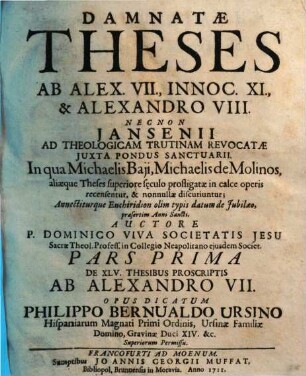 DAMNATÆ
THESES
AB ALEX. VII., INNOC. XI.,
& ALEXANDRO VIII.
NECNON
JANSENII
AD THEOLOGICAM TRUTINAM REVOCATÆ
JUXTA PONDUS SANCTUARII.
In qua Michaelis Baji, Michaelis de Molinos,
aliæque Theses superiore seculo profligatæ in calce operis
recensentur, & nonnullæ discutiuntur;
Annectiturque Enchiridion olim typis datum de Jubilæo,
præsertim Anni Sancti.
AUCTORE
P. DOMINICO VIVA SOCIETATIS JESU
Sacræ Theol. Professf. in Collegio Neapolitano ejusdem Societ.
PARS PRIMA
DE XLV. THESIBUS PROSCRIPTIS
AB ALEXANDRO VII.
OPUS DICATUM
PHILIPPO BERNUALDO URSINO
Hispaniarum Magnati Primi Ordinis, Ursinæ Familiæ
Domino, Gravinæ Duci XIV. &c.
Superiorum Permissu.
FRANCOFURTI AD MOENUM.
Sumptibus JOANNIS GEORGII MUFFAT,
Bibliopol. Brunensis in Moravia. Anno 1711.